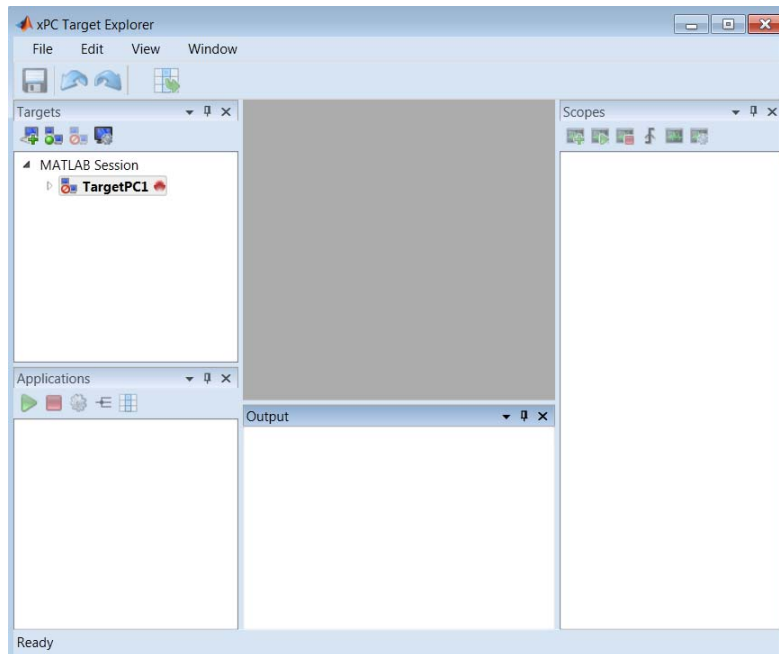 xPC Target Explorer
File Edit View Window
Targets
MATLAB Session
TargetPC1
Scopes
Applications
Output
Ready